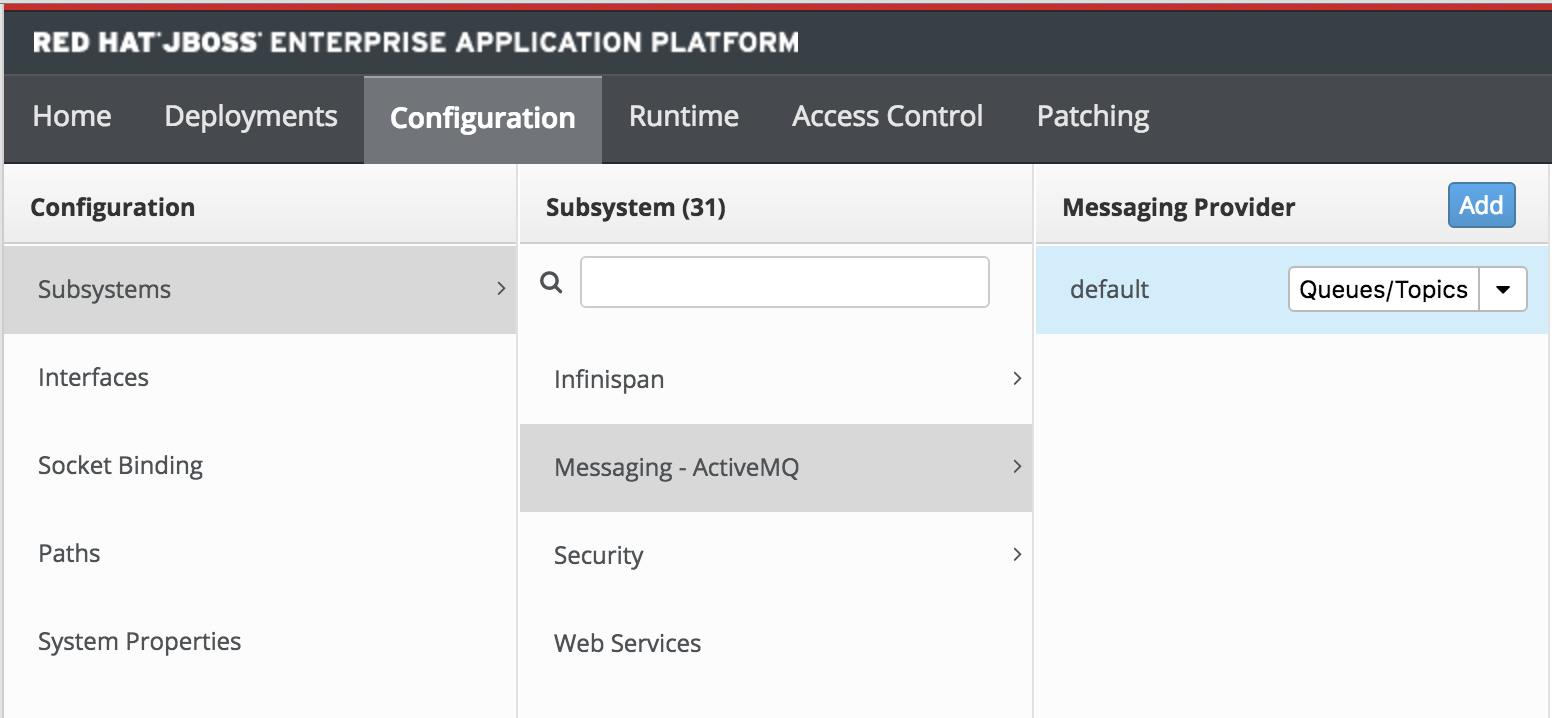 RED HAT® JBOSS® ENTERPRISE APPLICATION PLATFORM
Home Deployments Configuration Runtime Access Control Patching
Configuration
Subsystems
Interfaces
Socket Binding
Paths
System Properties
Subsystem (31)
Infinispan
Messaging - ActiveMQ
Security
Web Services
Messaging Provider Add
default Queues/Topics